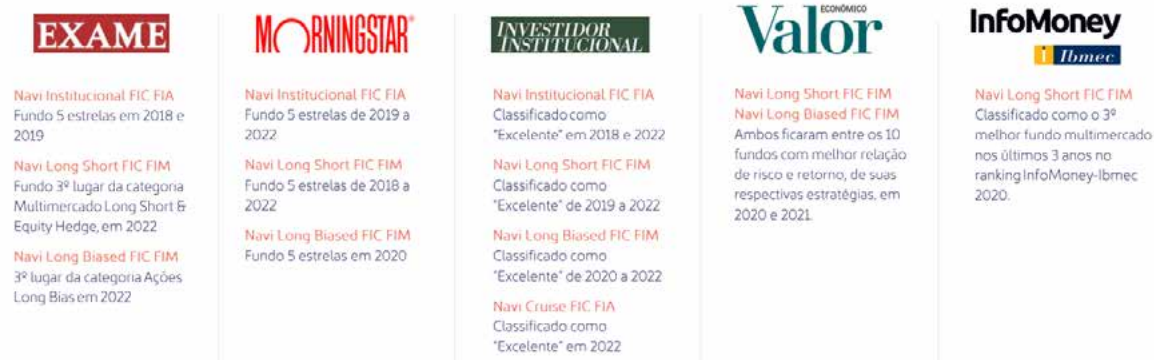 EXAME
Navi Institucional FIC FIA
Fundo 5 estrelas em 2018 e
2019
Navi Long Short FIC FIM
Fundo 3º lugar da categoria
Multimercado Long Short &
Equity Hedge, em 2022
Navi Long Biased FIC FIM
3º lugar da categoria Ações
Long Bias em 2022
MORNINGSTAR®
Navi Institucional FIC FIA
Fundo 5 estrelas de 2019 a
2022
Navi Long Short FIC FIM
Fundo 5 estrelas de 2018 a
2022
Navi Long Biased FIC FIM
Fundo 5 estrelas em 2020
INVESTIDOR
INSTITUCIONAL
Navi Institucional FIC FIA
Classificado como
"Excelente" em 2018 e 2022
Navi Long Short FIC FIM
Classificado como
"Excelente" de 2019 a 2022
Navi Long Biased FIC FIM
Classificado como
"Excelente" de 2020 a 2022
Navi Cruise FIC FIA
Classificado como
"Excelente" em 2022
ECONÔMICO
Valor
Navi Long Short FIC FIM
Navi Long Biased FIC FIM
Ambos ficaram entre os 10
fundos com melhor relação
de risco e retorno, de suas
respectivas estratégias, em
2020 e 2021.
InfoMoney
Ibmec
Navi Long Short FIC FIM
Classificado como o 3º
melhor fundo multimercado
nos últimos 3 anos no
ranking InfoMoney-Ibmec
2020.